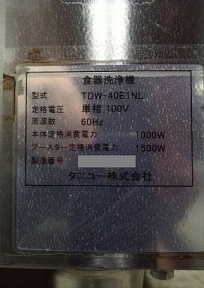 食器洗浄機
型式 TDW-40E1NL
定格電圧 単相 100V
周波数 60Hz
本体定格消費電力 1000W
ブースター定格消費電力 1500W
製造番号
タニコー株式会社